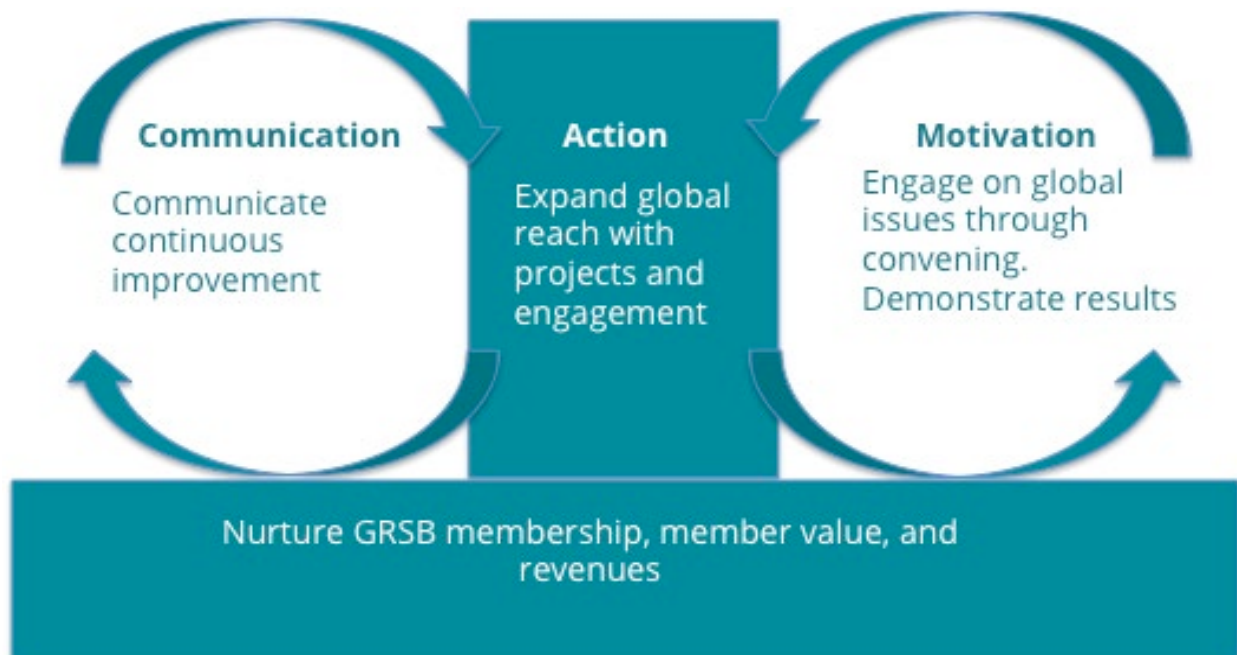 Communication
Communicate
continuous
improvement
Action
Expand global
reach with
projects and
engagement
Motivation
Engage on global
issues through
convening.
Demonstrate results
Nurture GRSB membership, member value, and
revenues